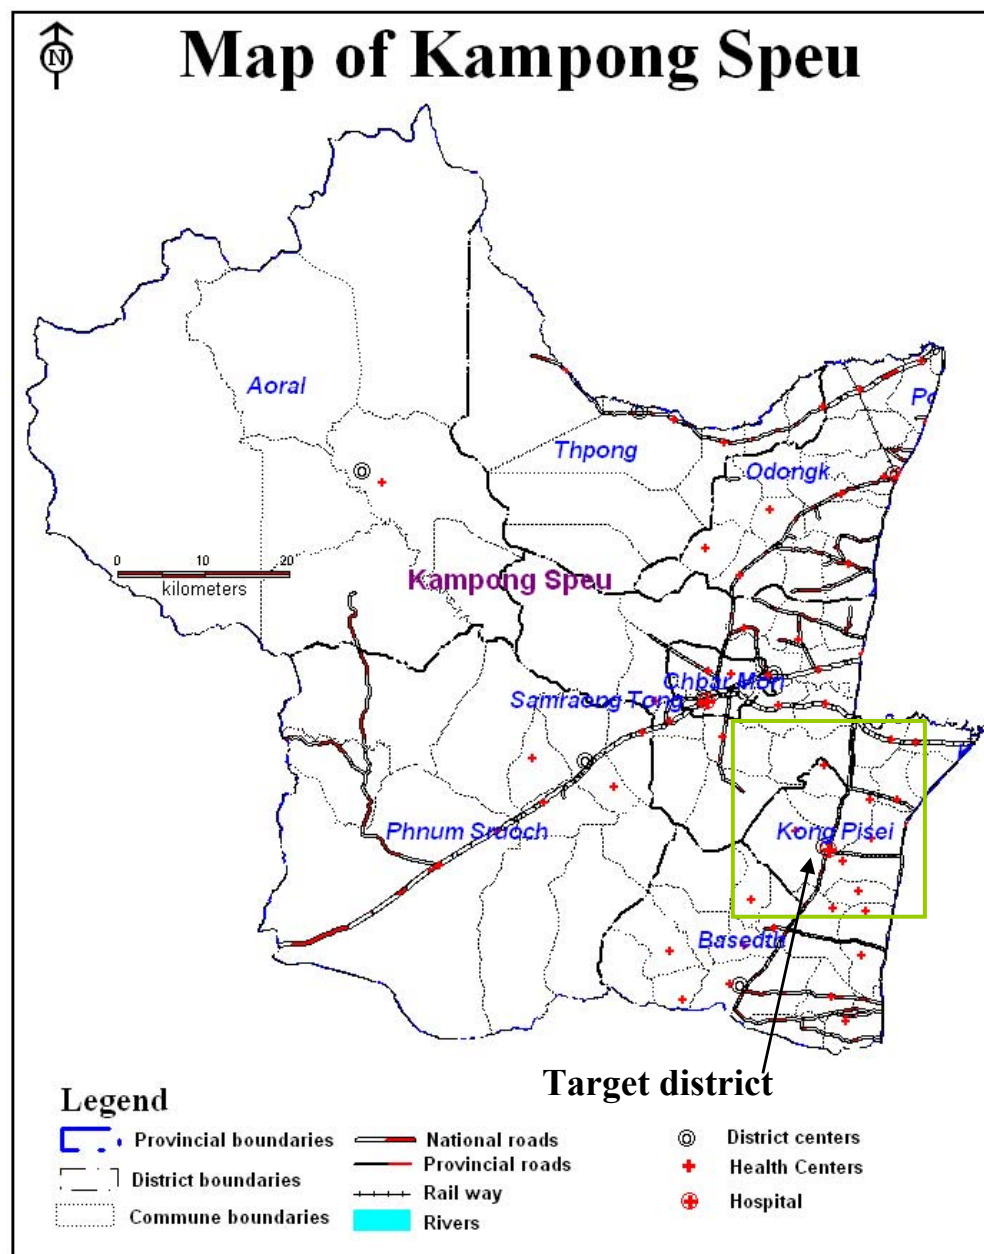 N
Map of Kampong Speu
Aoral
Po
Thpong
Odongk
0 10 20
kilometers
Kampong Speu
Chbar Mon
Samraong Tong
Phnum Sruoch
Kong Pisei
Basedth
Target district
Legend
Provincial boundaries
National roads
District centers
District boundaries
Provincial roads
Health Centers
Commune boundaries
Rail way
Hospital
Rivers